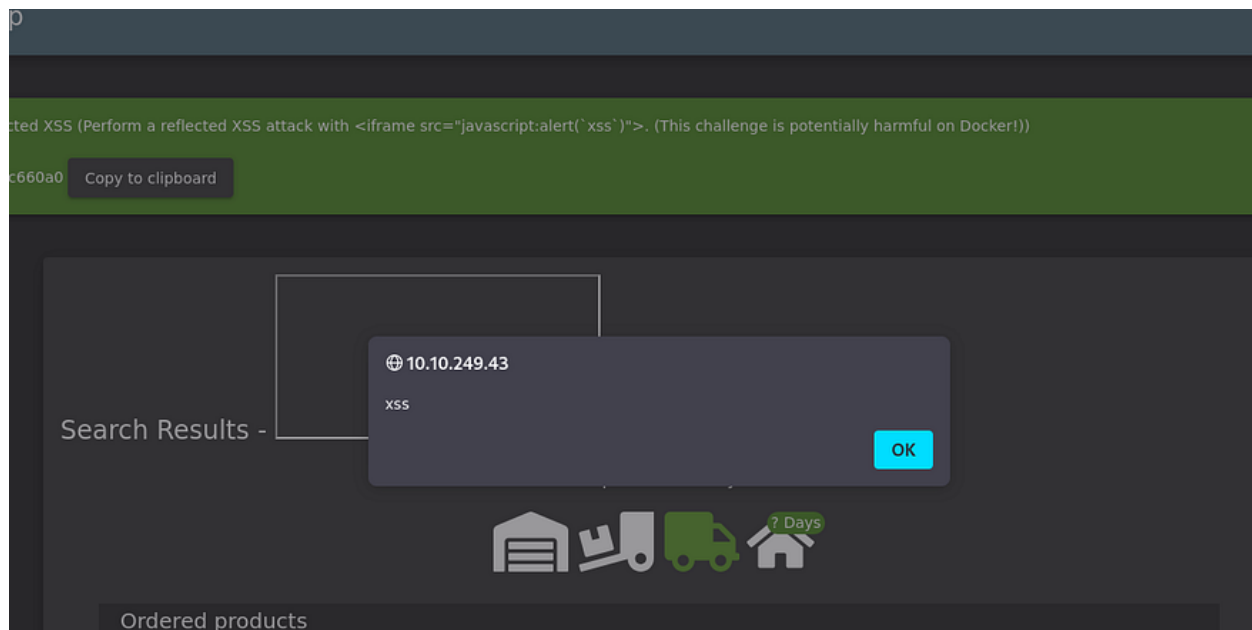 p
cted XSS (Perform a reflected XSS attack with <iframe src="javascript:alert(`xss`)">. (This challenge is potentially harmful on Docker!))
c660a0 Copy to clipboard
10.10.249.43
xss
OK
Search Results -
? Days
Ordered products